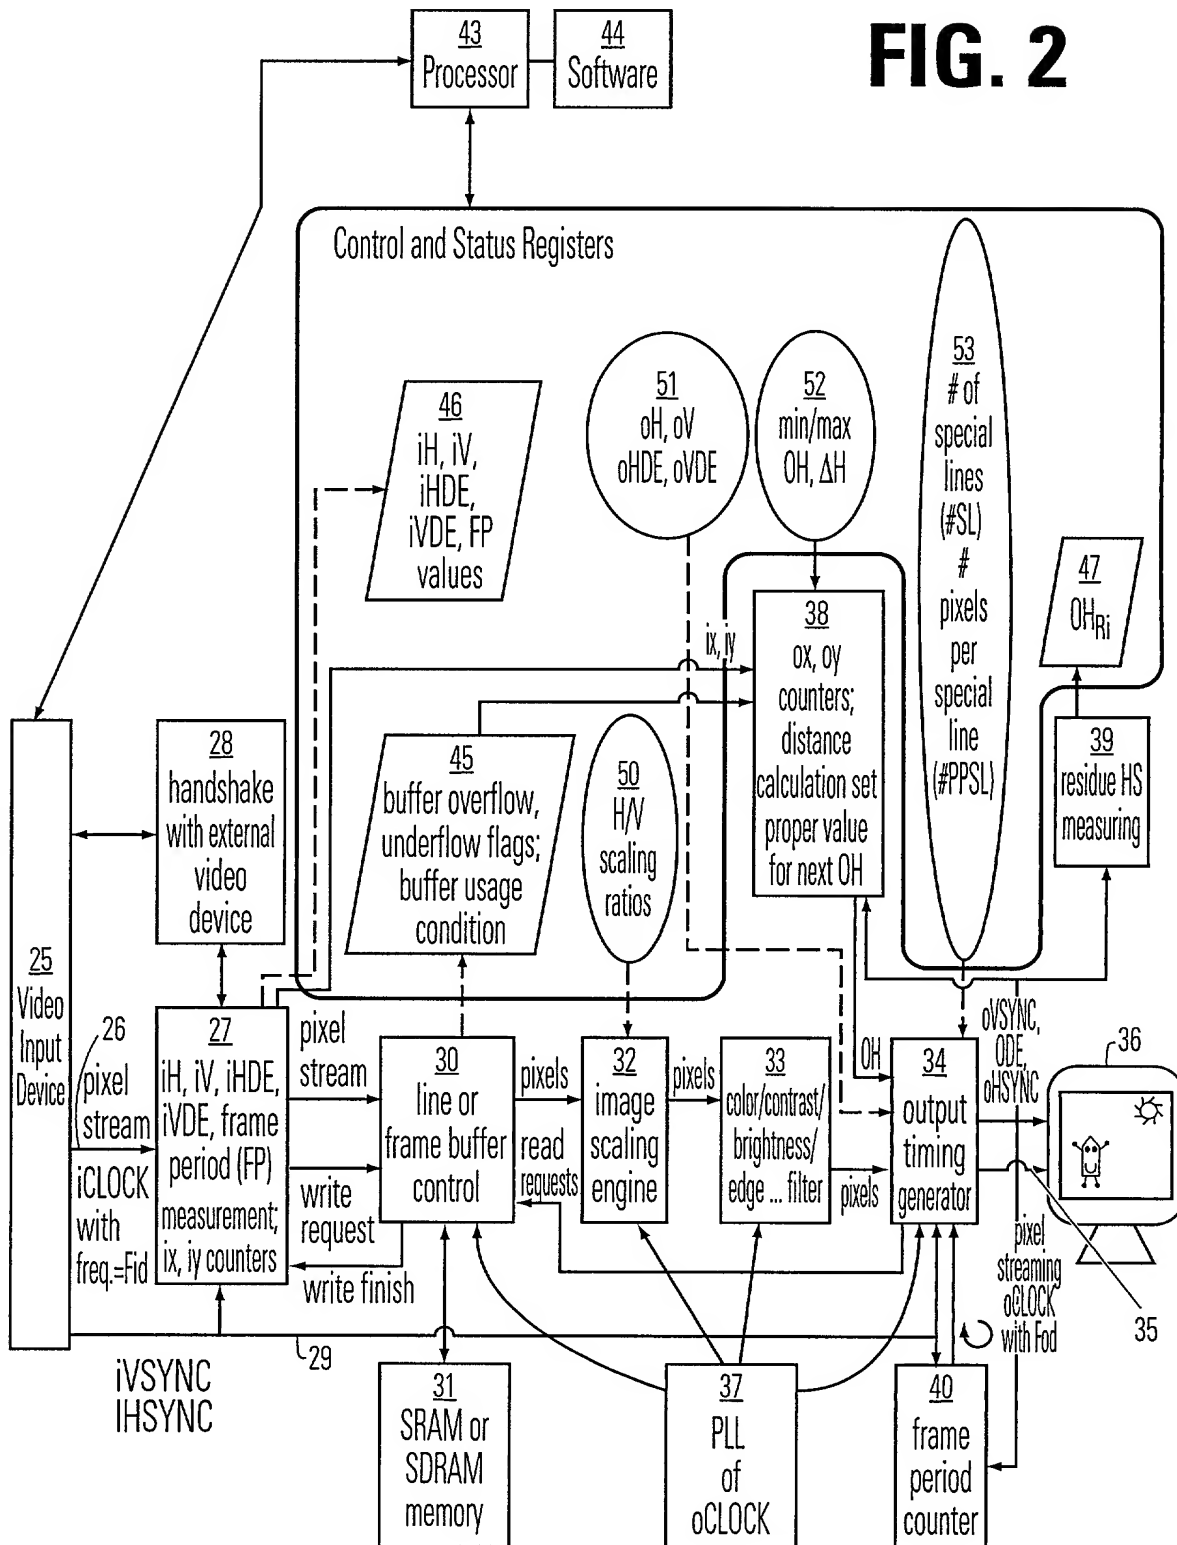 FIG. 2
43
Processor
44
Software
Control and Status Registers
46
iH, iV,
iHDE,
iVDE, FP
values
51
oH, oV
oHDE, oVDE
52
min/max
OH, ΔH
53
# of
special
lines
(#SL)
#
pixels
per
special
line
(#PPSL)
47
OHRi
ix, iy
38
ox, oy
counters;
distance
calculation set
proper value
for next OH
39
residue HS
measuring
28
handshake
with external
video
device
45
buffer overflow,
underflow flags;
buffer usage
condition
50
H/V
scaling
ratios
25
Video
Input
Device
26
pixel
stream
iCLOCK
with
freq.=Fid
27
iH, iV, iHDE,
iVDE, frame
period (FP)
measurement;
ix, iy counters
pixel
stream
write
request
write finish
30
line or
frame buffer
control
pixels
read
requests
32
image
scaling
engine
pixels
33
color/contrast/
brightness/
edge ... filter
pixels
OH
34
output
timing
generator
oVSYNC,
ODE,
oHSYNC
36
35
pixel
streaming
oCLOCK
with Fod
29
iVSYNC
IHSYNC
31
SRAM or
SDRAM
memory
37
PLL
of
oCLOCK
40
frame
period
counter